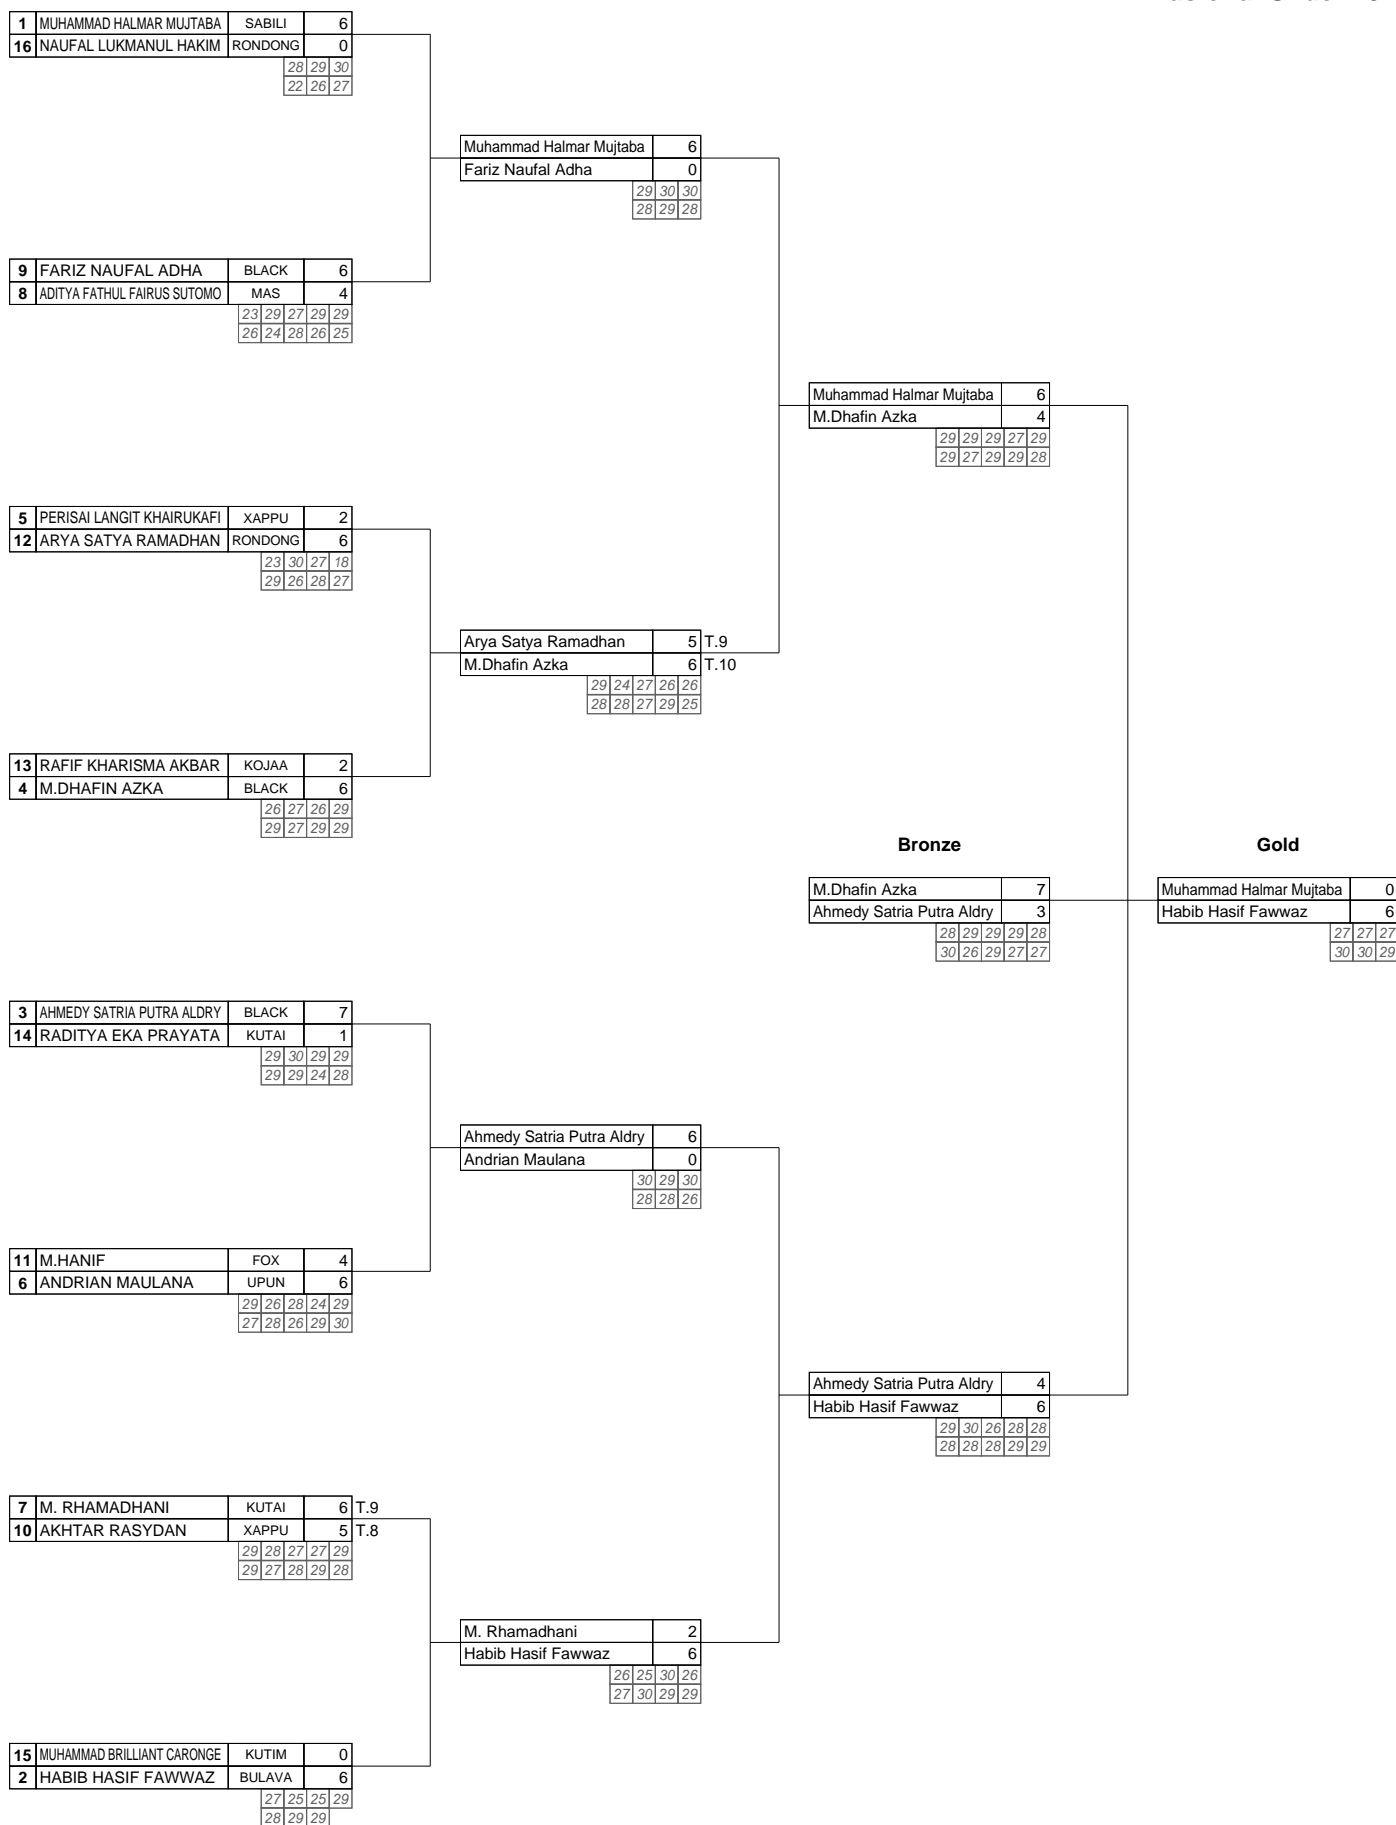 1 MUHAMMAD HALMAR MUJTABA SABILI 6
16 NAUFAL LUKMANUL HAKIM RONDONG 0
28 29 30
22 26 27
Muhammad Halmar Mujtaba 6
Fariz Naufal Adha 0
29 30 30
28 29 28
9 FARIZ NAUFAL ADHA BLACK 6
8 ADITYA FATHUL FAIRUS SUTOMO MAS 4
23 29 27 29 29
26 24 28 26 25
Muhammad Halmar Mujtaba 6
M.Dhafin Azka 4
29 29 29 27 29
29 27 29 29 28
5 PERISAI LANGIT KHAIRUKAFI XAPPU 2
12 ARYA SATYA RAMADHAN RONDONG 6
23 30 27 18
29 26 28 27
Arya Satya Ramadhan 5 T.9
M.Dhafin Azka 6 T.10
29 24 27 26 26
28 28 27 29 25
13 RAFIF KHARISMA AKBAR KOJAA 2
4 M.DHAFIN AZKA BLACK 6
26 27 26 29
29 27 29 29
Bronze Gold
M.Dhafin Azka 7 Muhammad Halmar Mujtaba 0
Ahmedy Satria Putra Aldry 3 Habib Hasif Fawwaz 6
28 29 29 29 28 27 27 27
30 26 29 27 27 30 30 29
3 AHMEDY SATRIA PUTRA ALDRY BLACK 7
14 RADITYA EKA PRAYATA KUTAI 1
29 30 29 29
29 29 24 28
Ahmedy Satria Putra Aldry 6
Andrian Maulana 0
30 29 30
28 28 26
11 M.HANIF FOX 4
6 ANDRIAN MAULANA UPUN 6
29 26 28 24 29
27 28 26 29 30
Ahmedy Satria Putra Aldry 4
Habib Hasif Fawwaz 6
29 30 26 28 28
28 28 28 29 29
7 M. RHAMADHANI KUTAI 6 T.9
10 AKHTAR RASYDAN XAPPU 5 T.8
29 28 27 27 29
29 27 28 29 28
M. Rhamadhani 2
Habib Hasif Fawwaz 6
26 25 30 26
27 30 29 29
15 MUHAMMAD BRILLIANT CARONGE KUTIM 0
2 HABIB HASIF FAWWAZ BULAVA 6
27 25 25 29
28 29 29